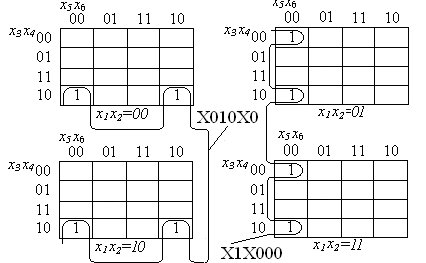 x5x6
00 01 11 10
x3x4 00
01
11
10 1 1
x1x2=00
x5x6
00 01 11 10
x3x4 00 1
01
11
10 1
x1x2=01
X010X0
x5x6
00 01 11 10
x3x4 00
01
11
10 1 1
x1x2=10
x5x6
00 01 11 10
x3x4 00 1
01
11
10 1
x1x2=11
X1X000